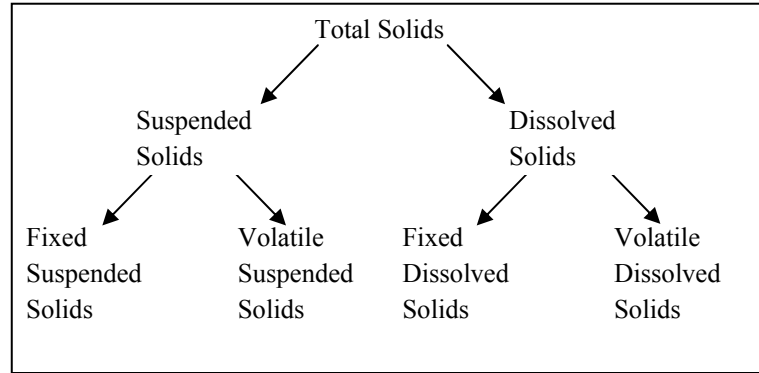 Total Solids
Suspended
Solids
Dissolved
Solids
Fixed
Suspended
Solids
Volatile
Suspended
Solids
Fixed
Dissolved
Solids
Volatile
Dissolved
Solids